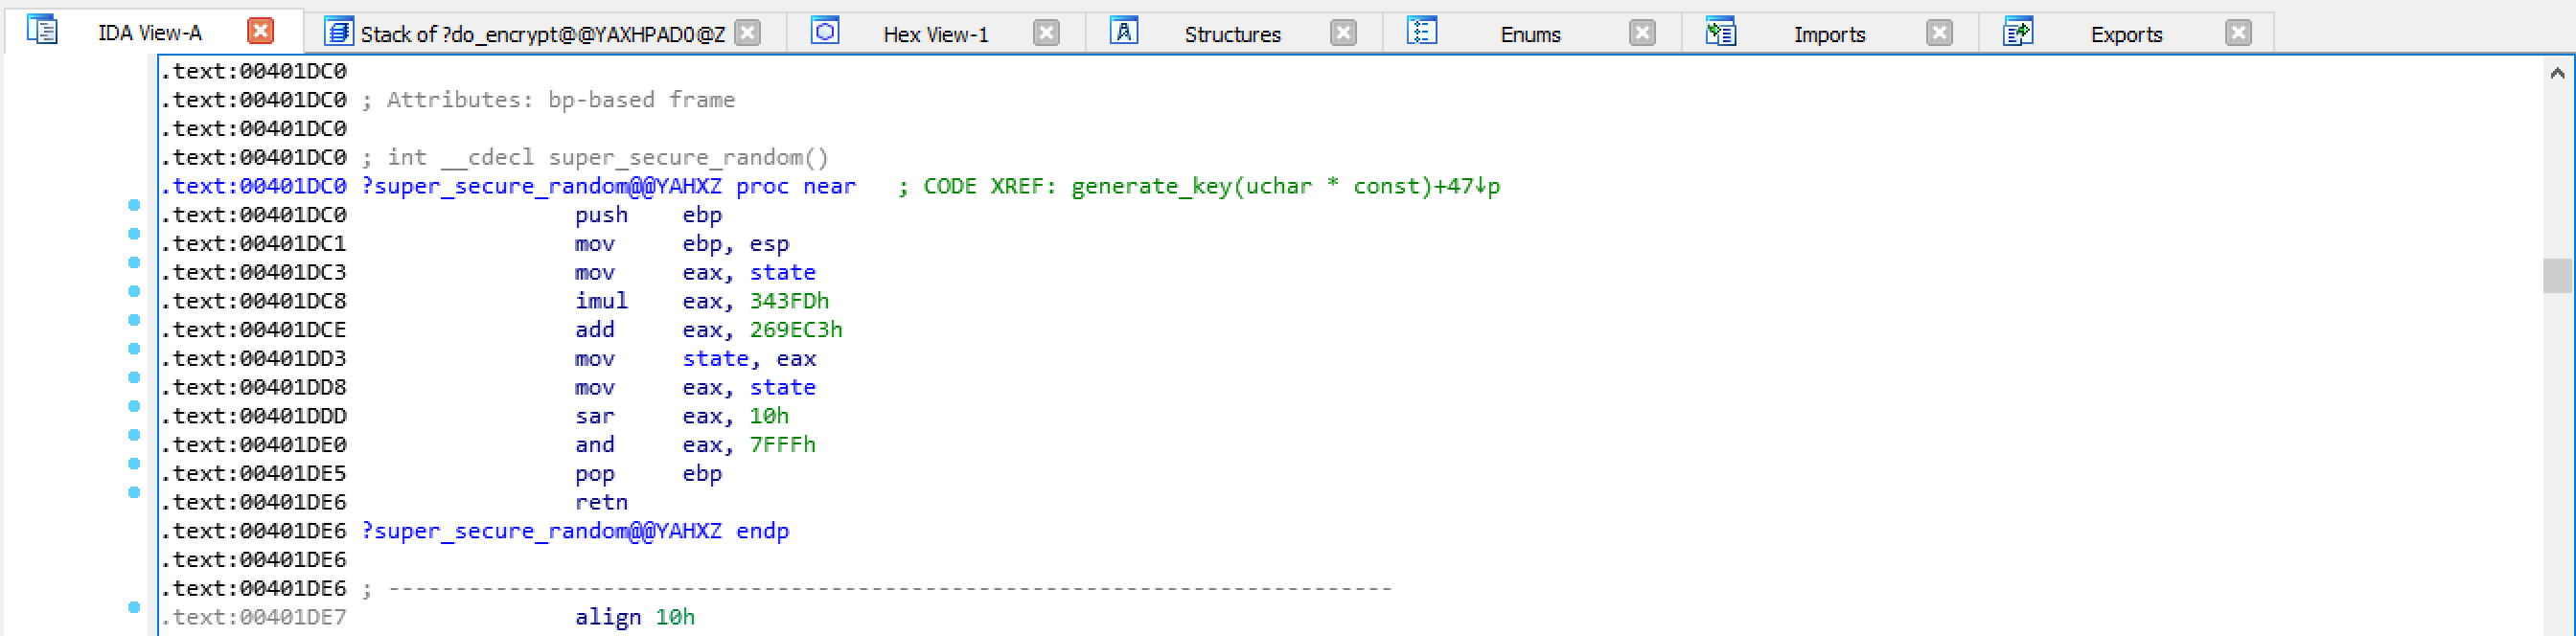 IDA View-A Stack of ?do_encrypt@@YAXHPAD0@Z Hex View-1 Structures Enums Imports Exports
.text:00401DC0
.text:00401DC0 ; Attributes: bp-based frame
.text:00401DC0
.text:00401DC0 ; int __cdecl super_secure_random()
.text:00401DC0 ?super_secure_random@@YAHXZ proc near ; CODE XREF: generate_key(uchar * const)+47↓p
.text:00401DC0 push ebp
.text:00401DC1 mov ebp, esp
.text:00401DC3 mov eax, state
.text:00401DC8 imul eax, 343FDh
.text:00401DCE add eax, 269EC3h
.text:00401DD3 mov state, eax
.text:00401DD8 mov eax, state
.text:00401DDD sar eax, 10h
.text:00401DE0 and eax, 7FFFh
.text:00401DE5 pop ebp
.text:00401DE6 retn
.text:00401DE6 ?super_secure_random@@YAHXZ endp
.text:00401DE6
.text:00401DE6 ; ---------------------------------------------------------------------------
.text:00401DE7 align 10h